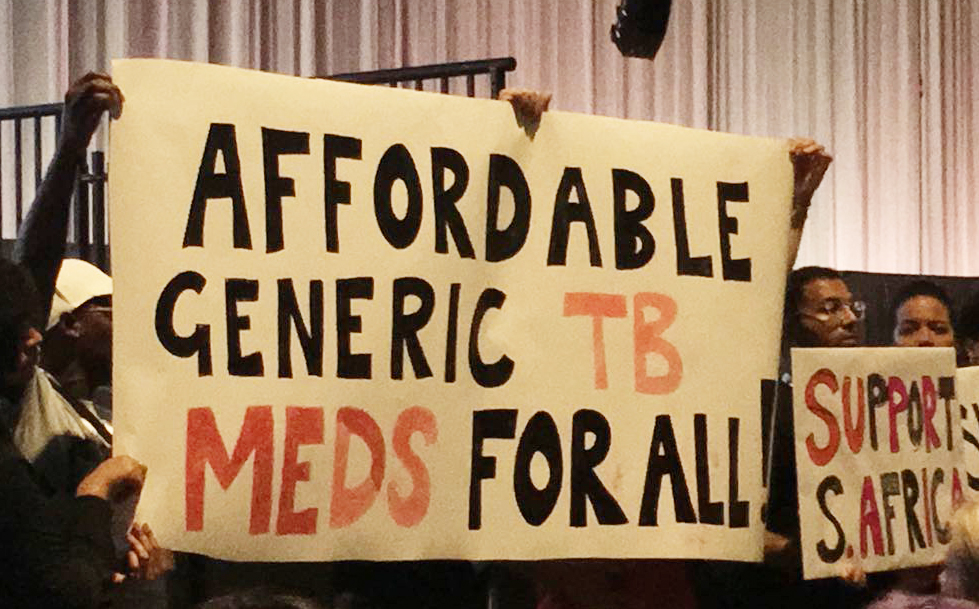 AFFORDABLE
GENERIC TB
MEDS FOR ALL!
SUPPORT
S. AFRICA